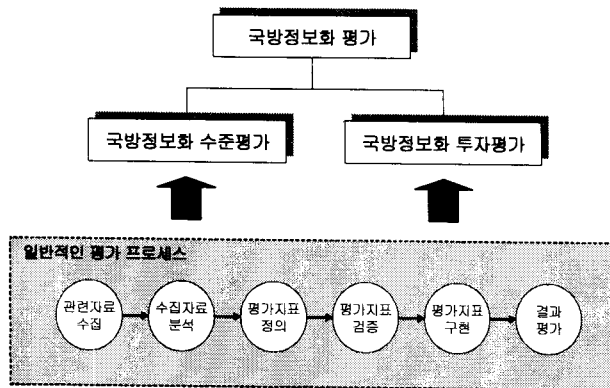 국방정보화 평가
국방정보화 수준평가
국방정보화 투자평가
일반적인 평가 프로세스
관련자료
수집
수집자료
분석
평가지표
정의
평가지표
검증
평가지표
구현
결과
평가